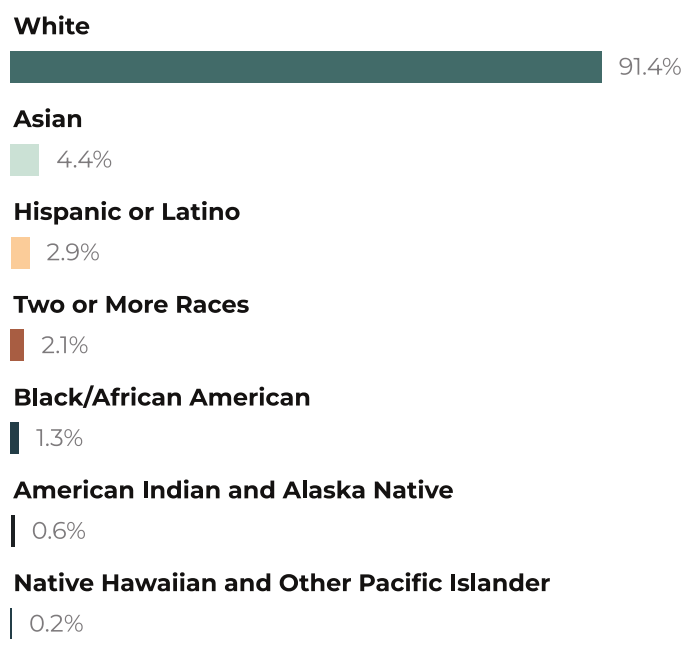 White
91.4%
Asian
4.4%
Hispanic or Latino
2.9%
Two or More Races
2.1%
Black/African American
1.3%
American Indian and Alaska Native
0.6%
Native Hawaiian and Other Pacific Islander
0.2%